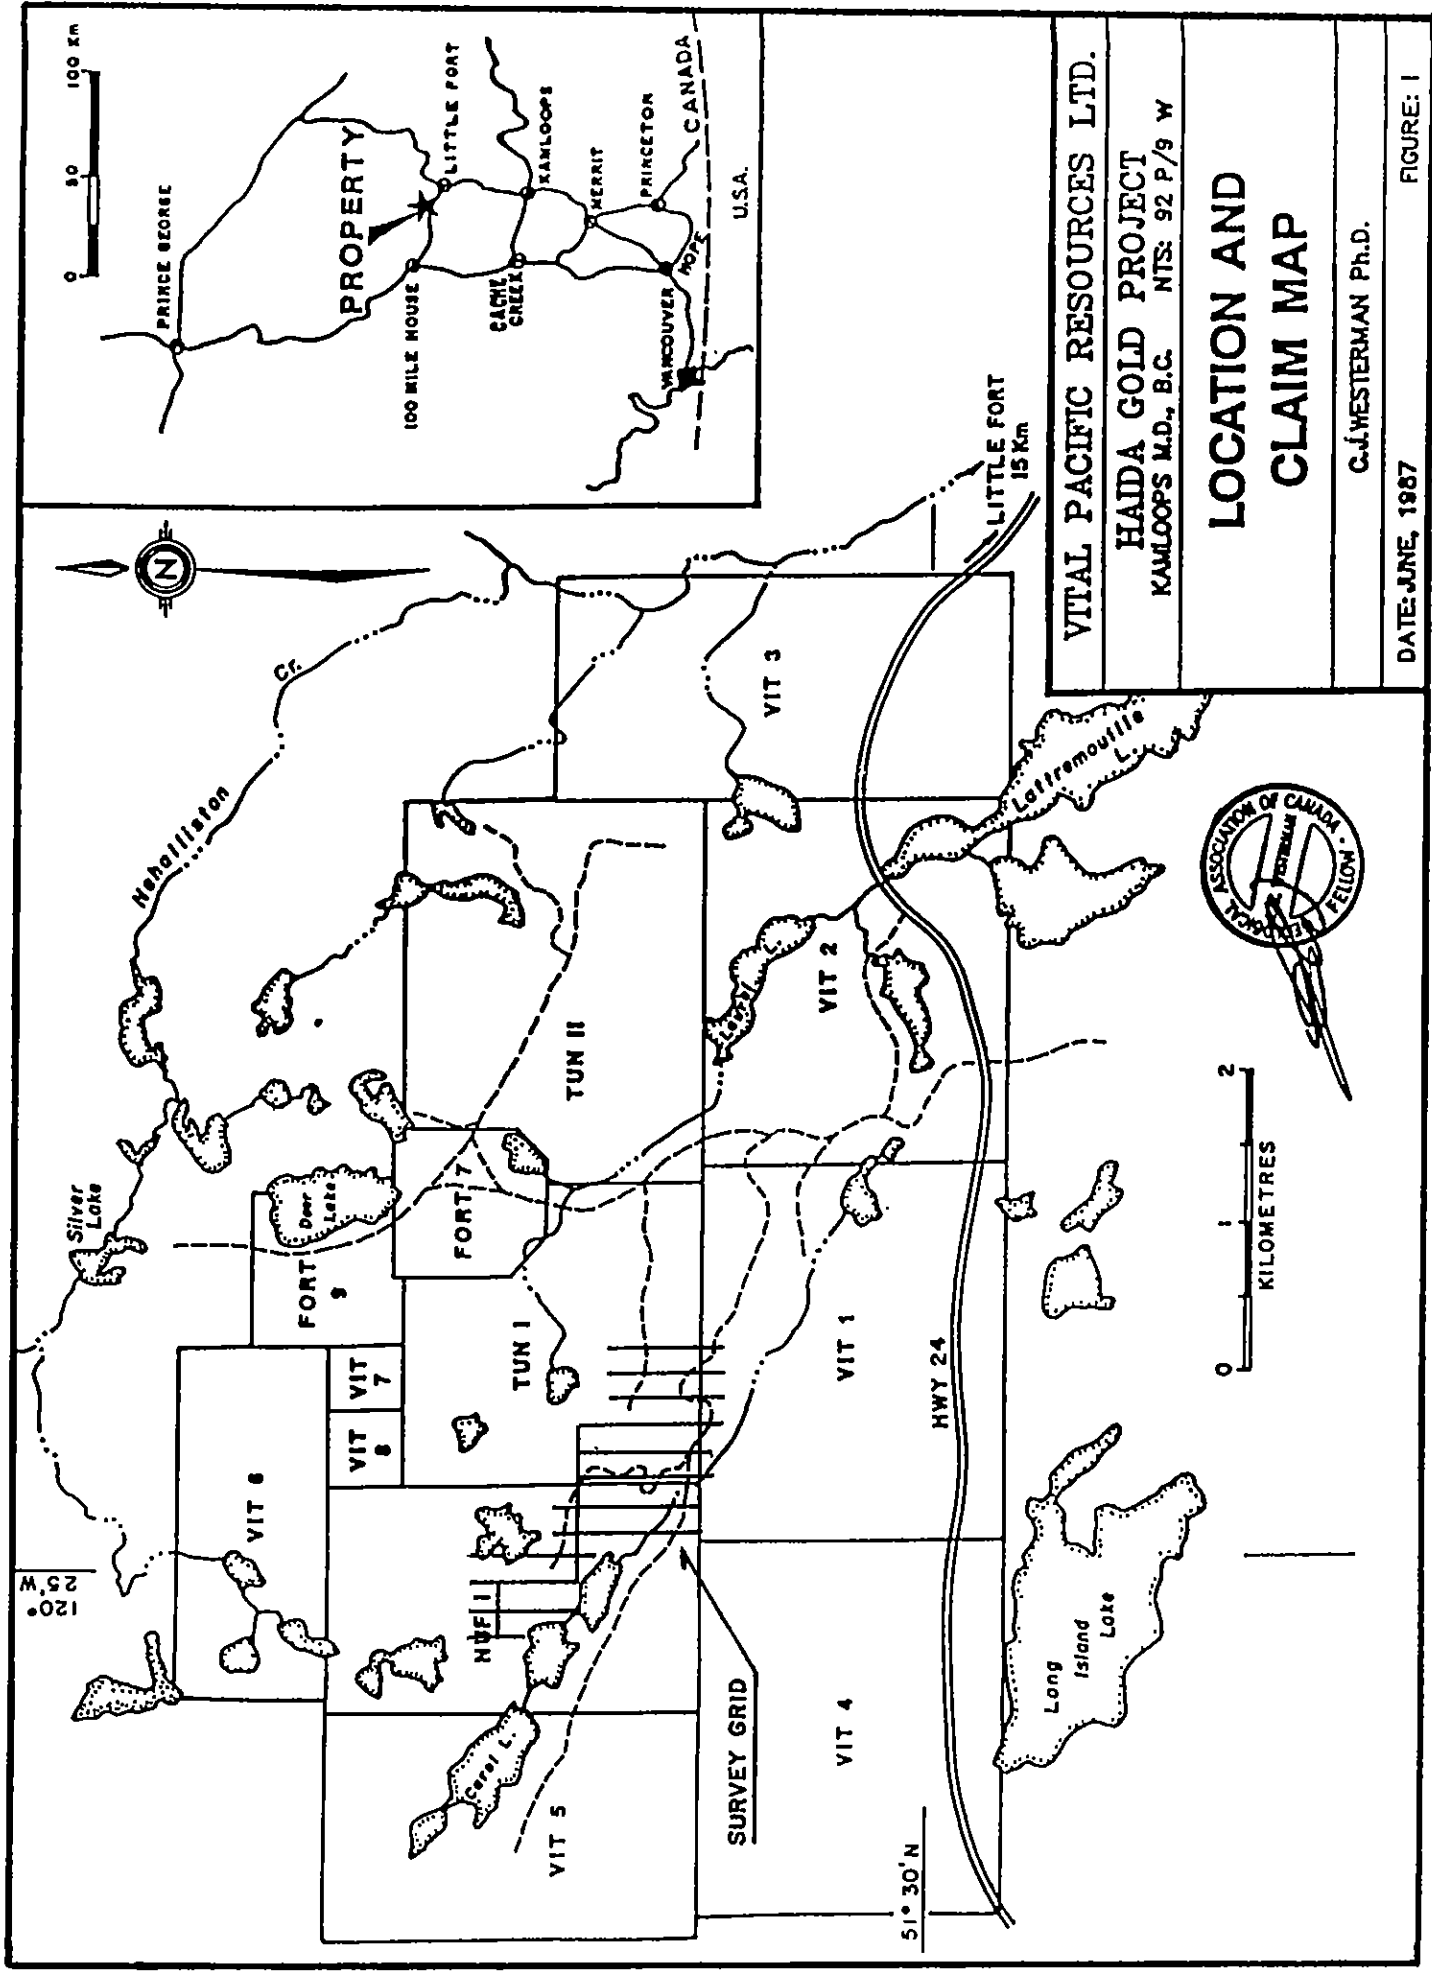 120°
25'W
Silver
Lake
Nehalliston
Cr.
N
VIT 6
FORT
9
Deer
Lake
VIT
8
VIT
7
FORT 7
TUN I
TUN II
NUF 1
Carol L.
VIT 5
SURVEY GRID
Laurel L.
VIT 2
VIT 3
VIT 1
VIT 4
HWY 24
51° 30'N
LITTLE FORT
15 Km
Long
Island
Lake
Lattremouille
L.
0 1 2
KILOMETRES
ASSOCIATION OF CANADA
FELLOW
0 50 100 Km
PRINCE GEORGE
PROPERTY
100 MILE HOUSE
LITTLE FORT
CACHE
CREEK
KAMLOOPS
MERRIT
PRINCETON
HOPE
VANCOUVER
CANADA
U.S.A.
VITAL PACIFIC RESOURCES LTD.
HAIDA GOLD PROJECT
KAMLOOPS M.D., B.C. NTS: 92 P/9 W
LOCATION AND
CLAIM MAP
G.J.WESTERMAN Ph.D.
DATE: JUNE, 1987 FIGURE: 1